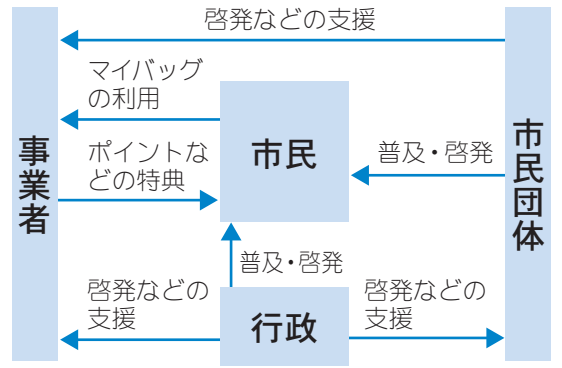 啓発などの支援
マイバッグ
の利用
市民
事業者
ポイントな
どの特典
普及・啓発
市民団体
普及・啓発
啓発などの
支援
行政
啓発などの
支援